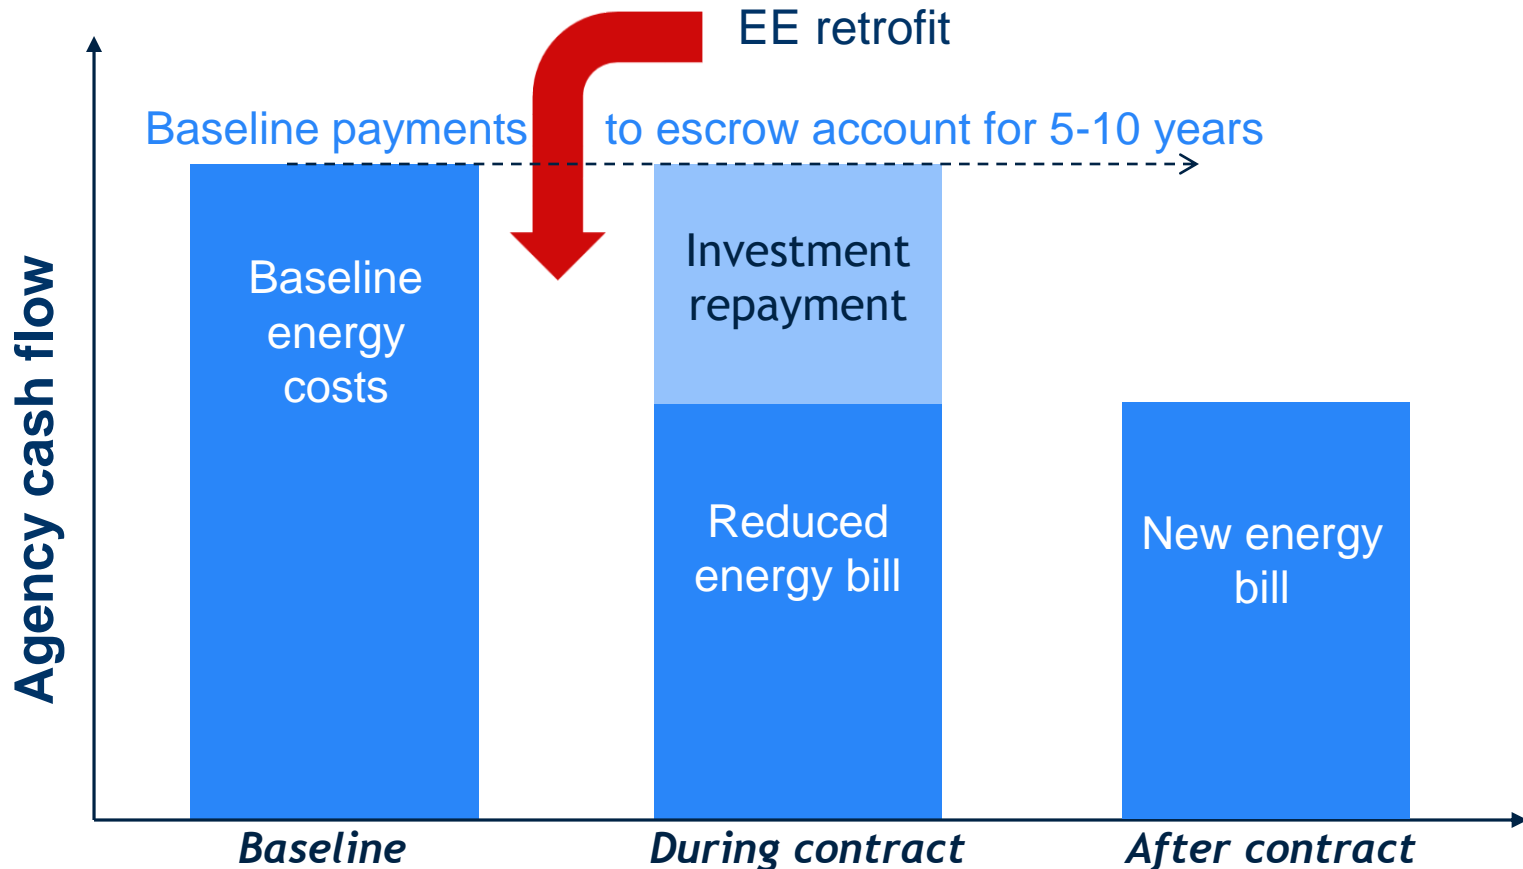 EE retrofit
Baseline payments to escrow account for 5-10 years
Agency cash flow
Baseline
energy
costs
Investment
repayment
Reduced
energy bill
New energy
bill
Baseline
During contract
After contract